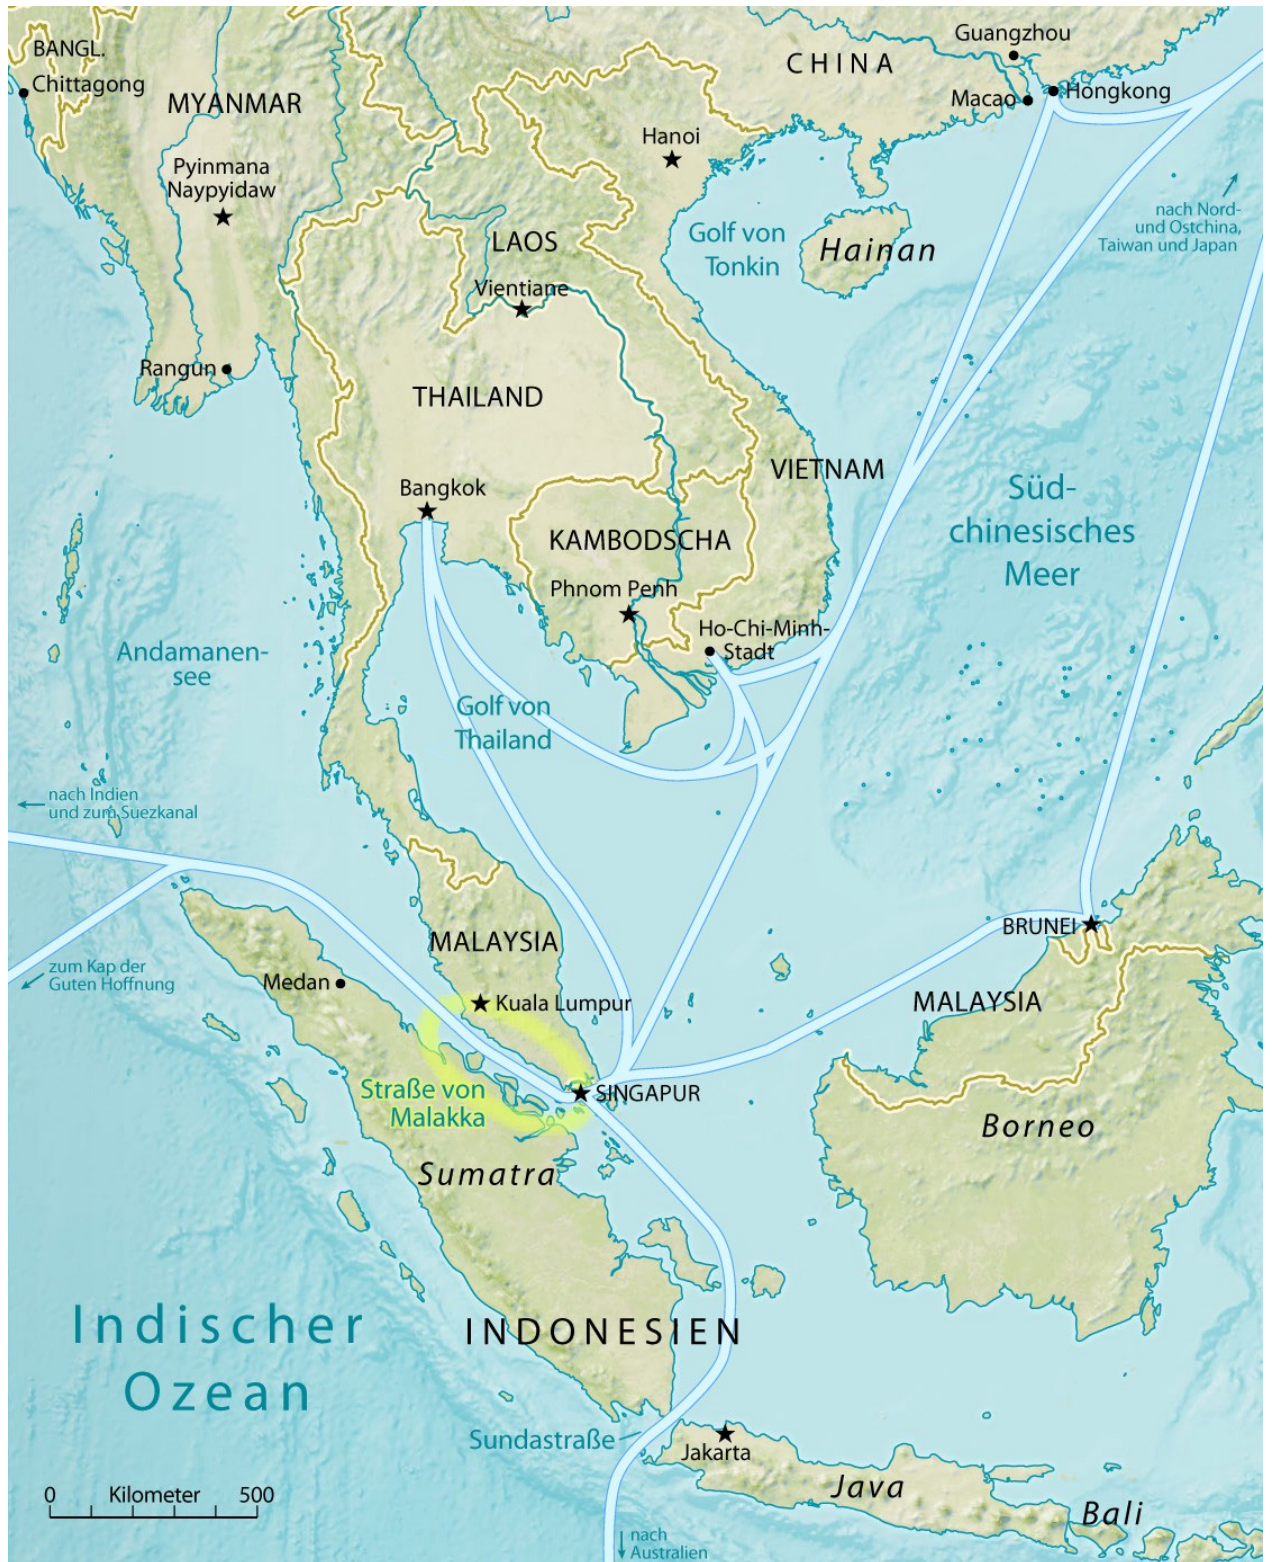 BANGL.
Chittagong
MYANMAR
Pyinmana
Naypyidaw
Rangun
CHINA
Guangzhou
Macao
Hongkong
Hanoi
Golf von
Tonkin
Hainan
nach Nord-
und Ostchina,
Taiwan und Japan
LAOS
Vientiane
THAILAND
Bangkok
VIETNAM
KAMBODSCHA
Phnom Penh
Ho-Chi-Minh-
Stadt
Süd-
chinesisches
Meer
Andamanen-
see
Golf von
Thailand
nach Indien
und zum Suezkanal
zum Kap der
Guten Hoffnung
Medan
MALAYSIA
Kuala Lumpur
BRUNEI
MALAYSIA
Straße von
Malakka
SINGAPUR
Borneo
Sumatra
Indischer
Ozean
INDONESIEN
Sundastraße
Jakarta
Java
Bali
0 Kilometer 500
nach
Australien